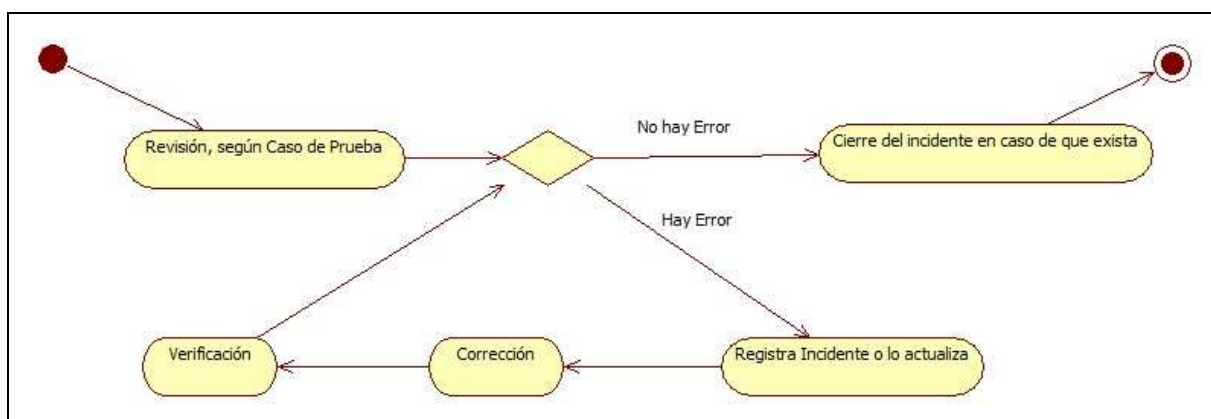 No hay Error
Revisión, según Caso de Prueba
Cierre del incidente en caso de que exista
Hay Error
Verificación
Corrección
Registra Incidente o lo actualiza